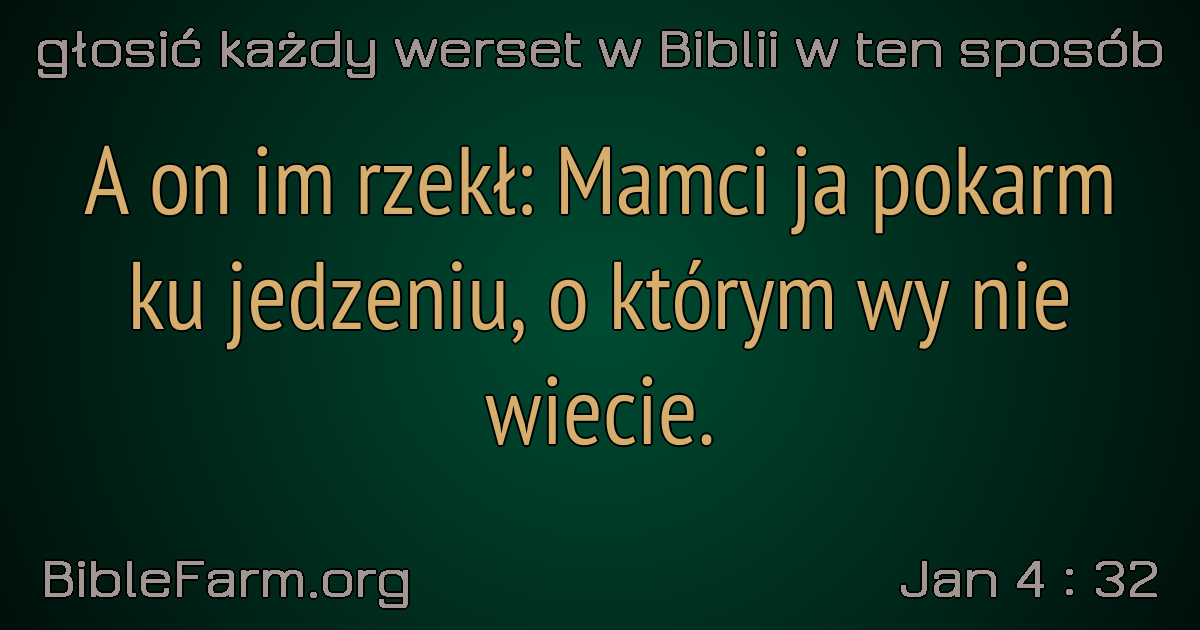 głosić każdy werset w Biblii w ten sposób
A on im rzekł: Mamci ja pokarm
ku jedzeniu, o którym wy nie
wiecie.
BibleFarm.org
Jan 4 : 32